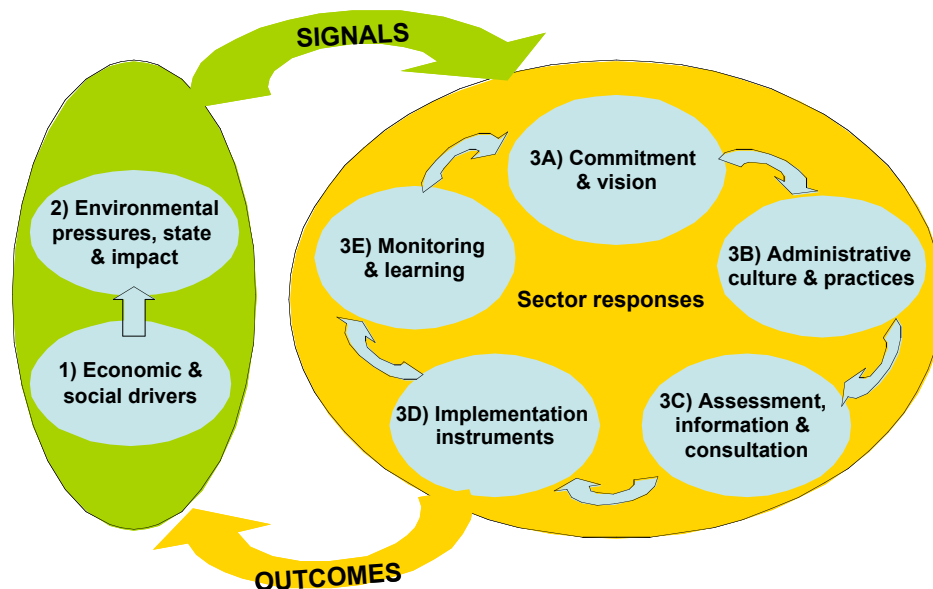 SIGNALS
2) Environmental
pressures, state
& impact
1) Economic &
social drivers
3A) Commitment
& vision
3B) Administrative
culture & practices
3C) Assessment,
information &
consultation
3D) Implementation
instruments
3E) Monitoring
& learning
Sector responses
OUTCOMES